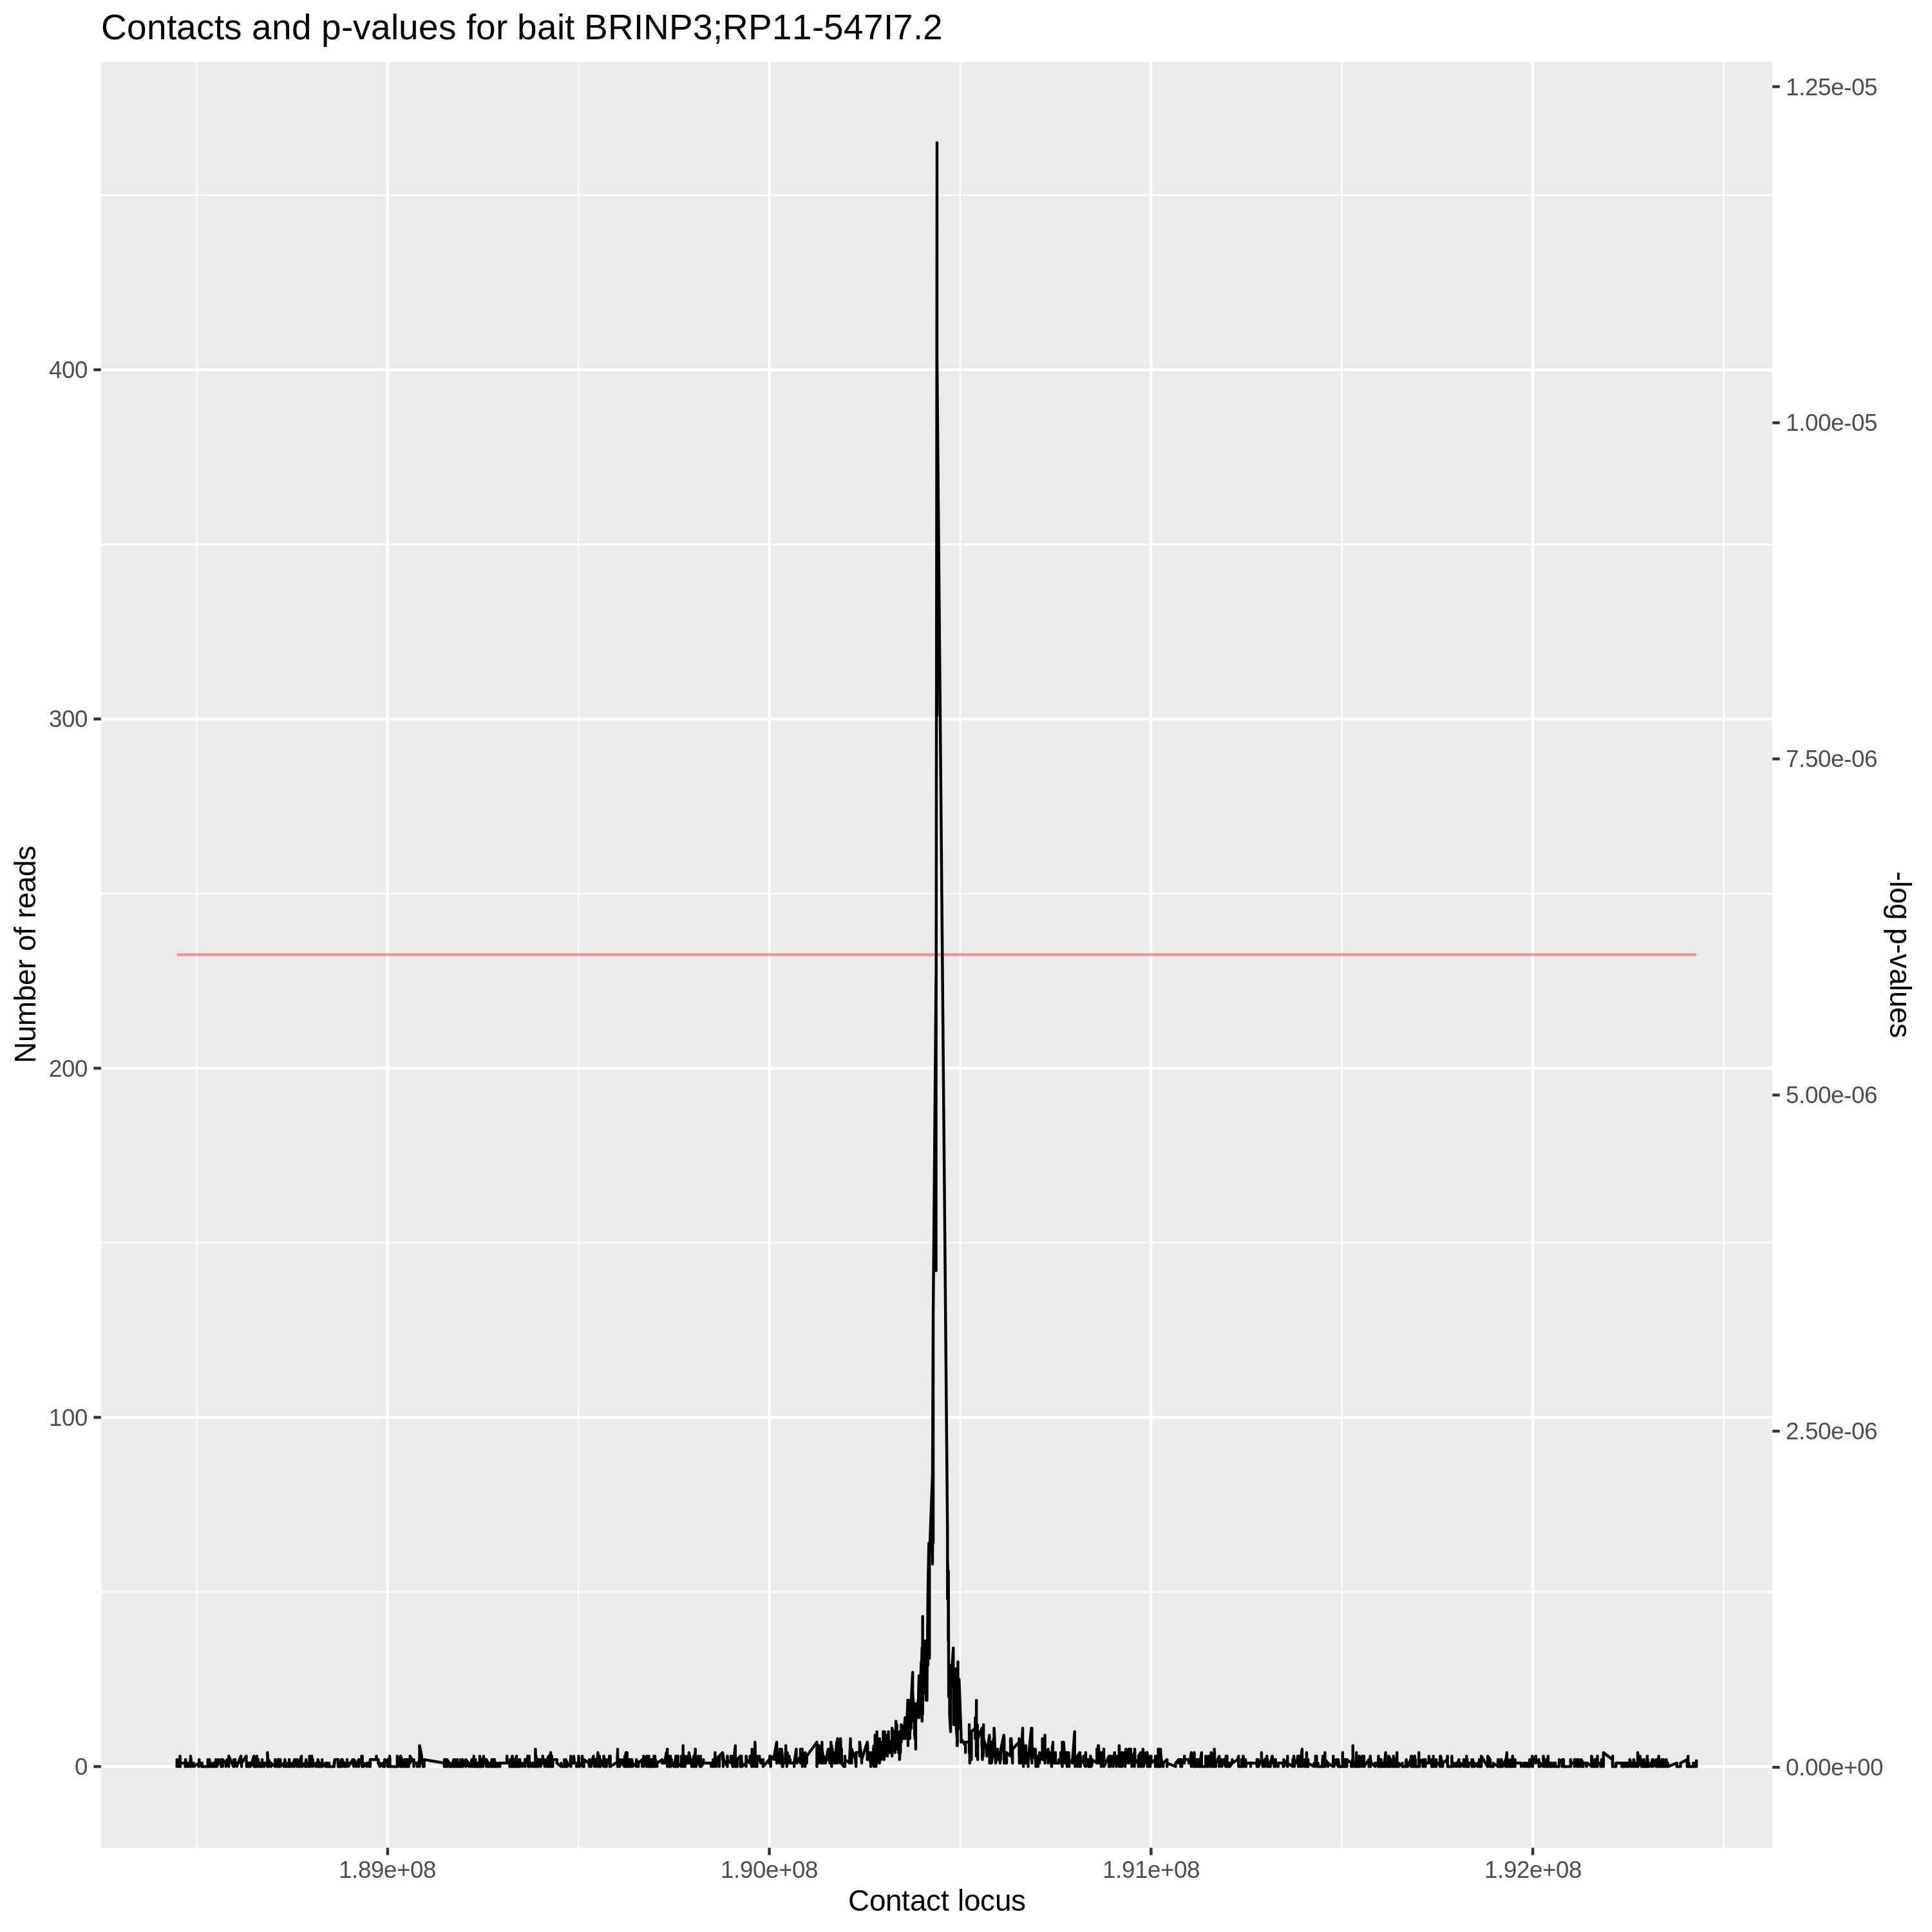 Contacts and p-values for bait BRINP3;RP11-547I7.2
1.25e-05
400
1.00e-05
300
7.50e-06
Number of reads
-log p-values
200
5.00e-06
100
2.50e-06
0
0.00e+00
1.89e+08 1.90e+08 1.91e+08 1.92e+08
Contact locus